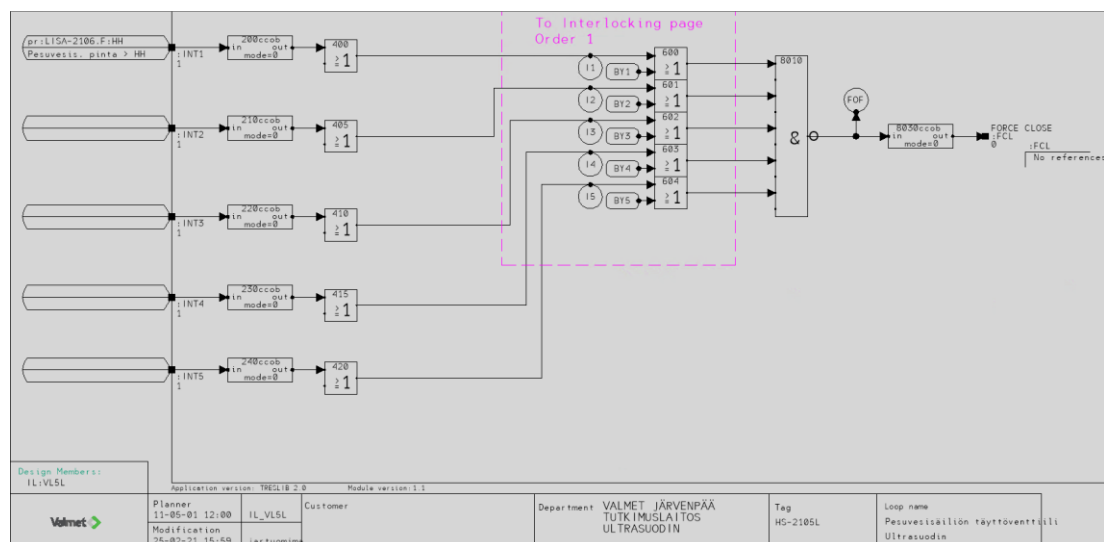 To Interlocking page
Order 1
pr:LISA-2106.F:HH
Pesuvesis. pinta > HH
:INT1
1
200ccob
in out
mode=0
400
>= 1
I1
BY1
600
>= 1
8010
&
FOF
8030ccob
in out
mode=0
FORCE CLOSE
:FCL
0
:FCL
No references
:INT2
1
210ccob
in out
mode=0
405
>= 1
I2
BY2
601
>= 1
:INT3
1
220ccob
in out
mode=0
410
>= 1
I3
BY3
602
>= 1
:INT4
1
230ccob
in out
mode=0
415
>= 1
I4
BY4
603
>= 1
:INT5
1
240ccob
in out
mode=0
420
>= 1
I5
BY5
604
>= 1
Design Members:
IL:VL5L
Application version: TRESLIB 2.0 Module version:1.1
Valmet
Planner
11-05-01 12:00 IL_VL5L
Modification
25-02-21 15:59
Customer
Department VALMET JÄRVENPÄÄ
TUTKIMUSLAITOS
ULTRASUODIN
Tag
HS-2105L
Loop name
Pesuvesisäiliön täyttöventtiili
Ultrasuodin